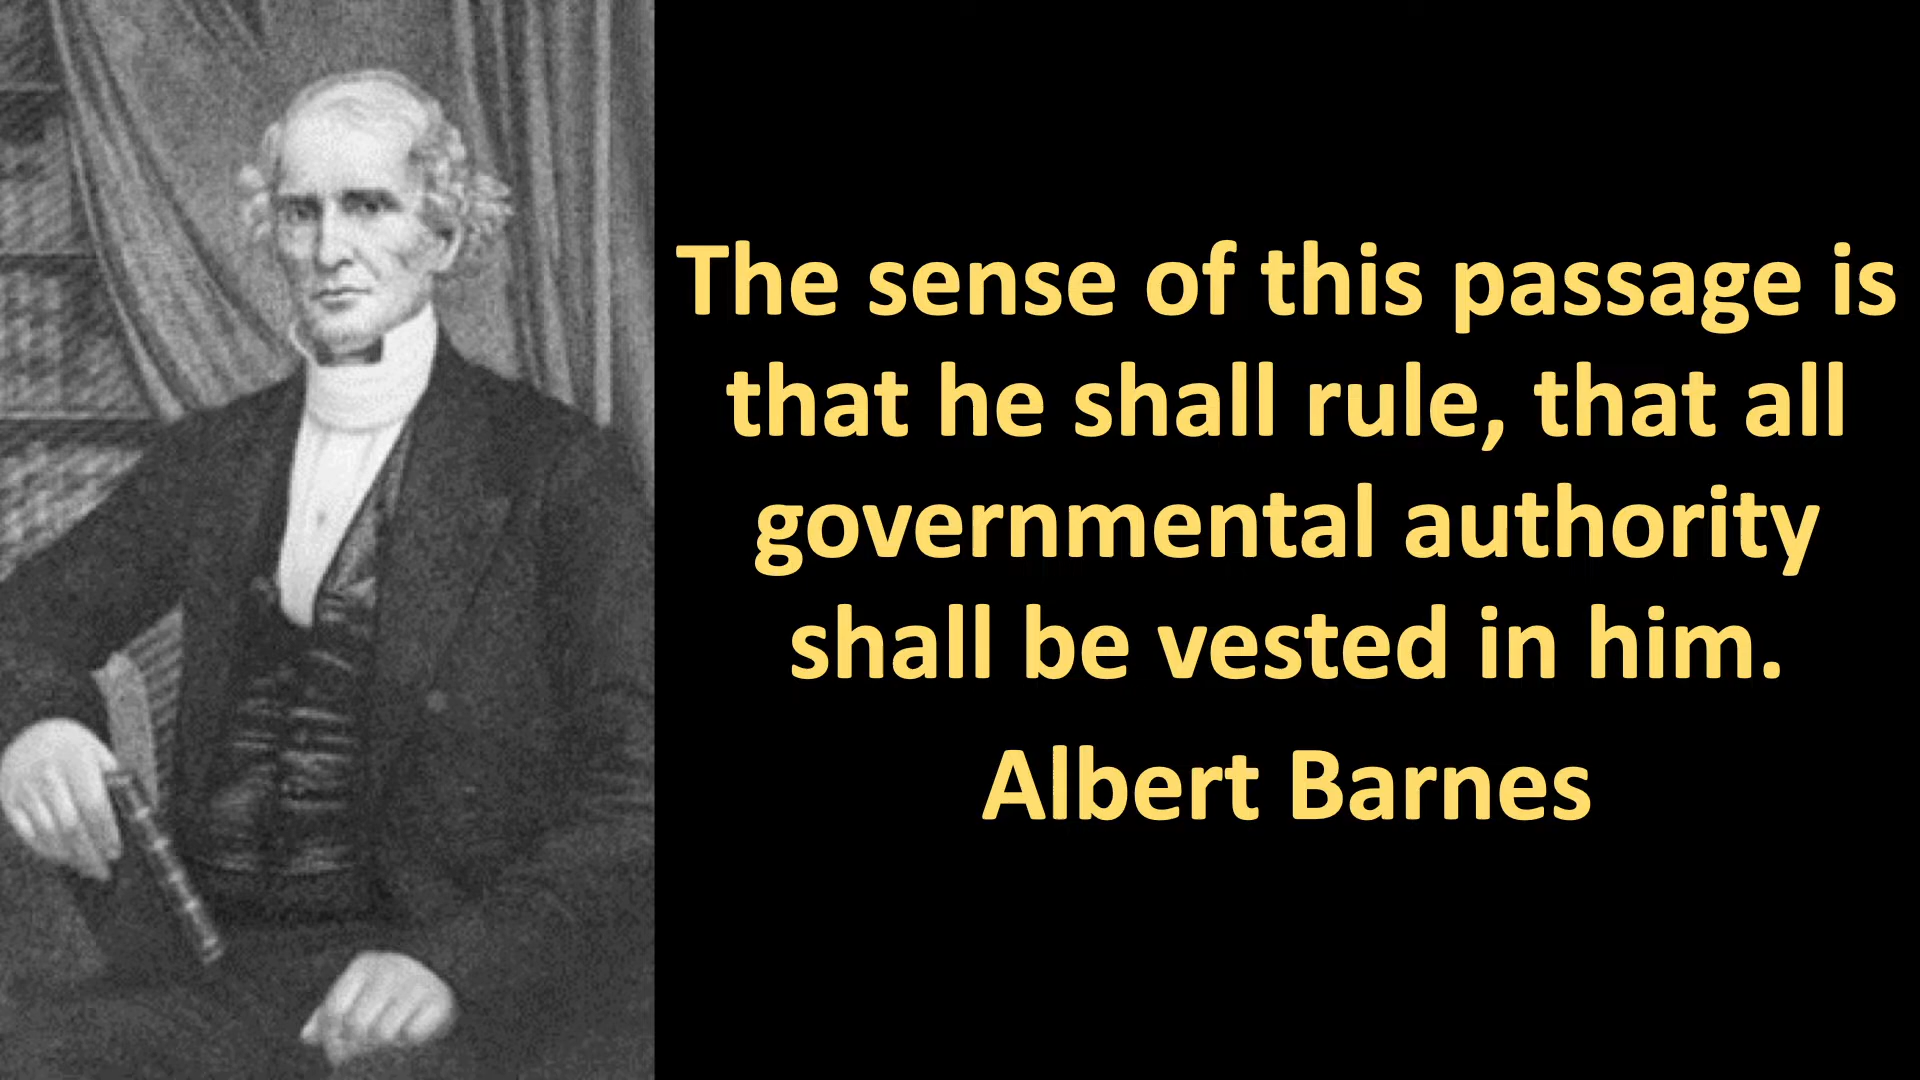 The sense of this passage is
that he shall rule, that all
governmental authority
shall be vested in him.
Albert Barnes